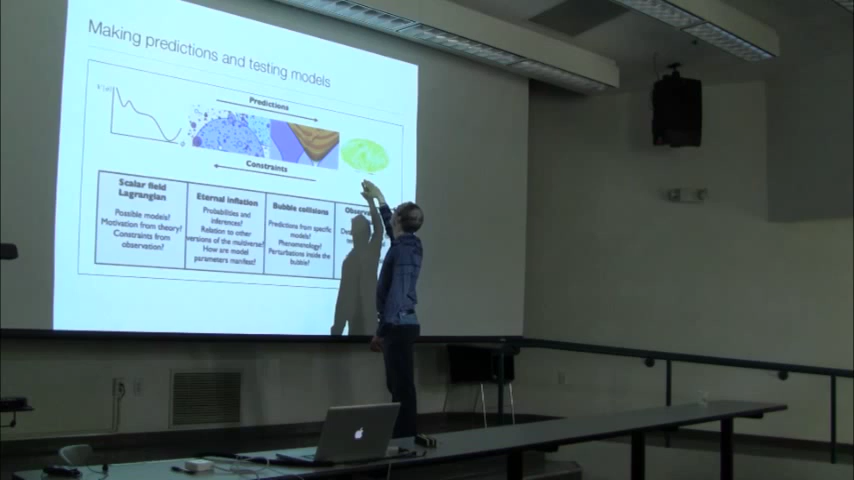 Making predictions and testing models
Predictions
Constraints
Scalar field
Lagrangian
Possible models?
Motivation from theory?
Constraints from
observation?
Eternal inflation
Probabilities and
inferences?
Relation to other
versions of the multiverse?
How are model
parameters manifest?
Bubble collisions
Predictions from specific
models?
Phenomenology?
Perturbations inside the
bubble?